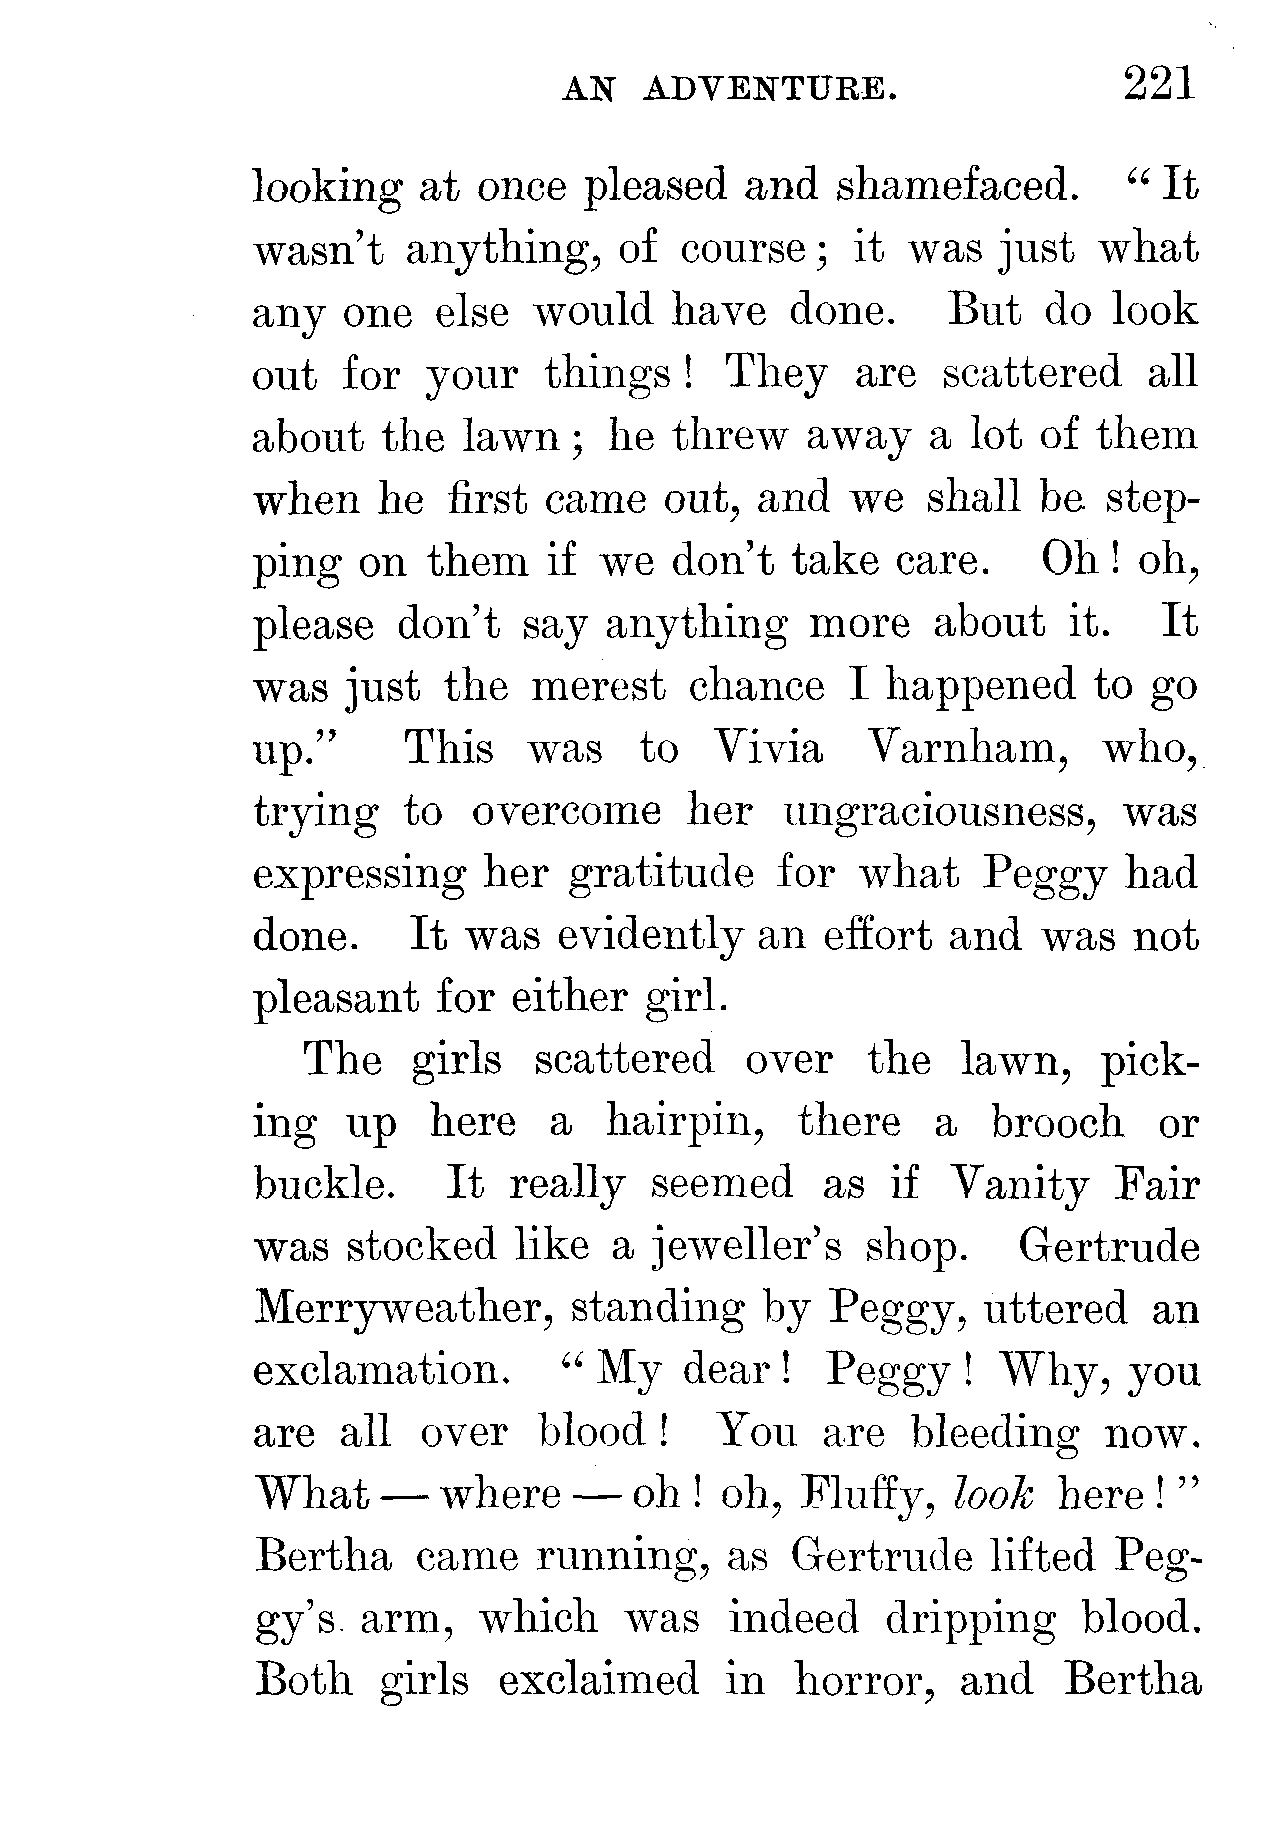 AN ADVENTURE. 221
looking at once pleased and shamefaced. “ It
wasn’t anything, of course ; it was just what
any one else would have done. But do look
out for your things ! They are scattered all
about the lawn ; he threw away a lot of them
when he first came out, and we shall be step-
ping on them if we don’t take care. Oh ! oh,
please don’t say anything more about it. It
was just the merest chance I happened to go
up.” This was to Vivia Varnham, who,
trying to overcome her ungraciousness, was
expressing her gratitude for what Peggy had
done. It was evidently an effort and was not
pleasant for either girl.
The girls scattered over the lawn, pick-
ing up here a hairpin, there a brooch or
buckle. It really seemed as if Vanity Fair
was stocked like a jeweller’s shop. Gertrude
Merryweather, standing by Peggy, uttered an
exclamation. “ My dear ! Peggy ! Why, you
are all over blood ! You are bleeding now.
What — where — oh ! oh, Fluffy, look here ! ”
Bertha came running, as Gertrude lifted Peg-
gy’s arm, which was indeed dripping blood.
Both girls exclaimed in horror, and Bertha